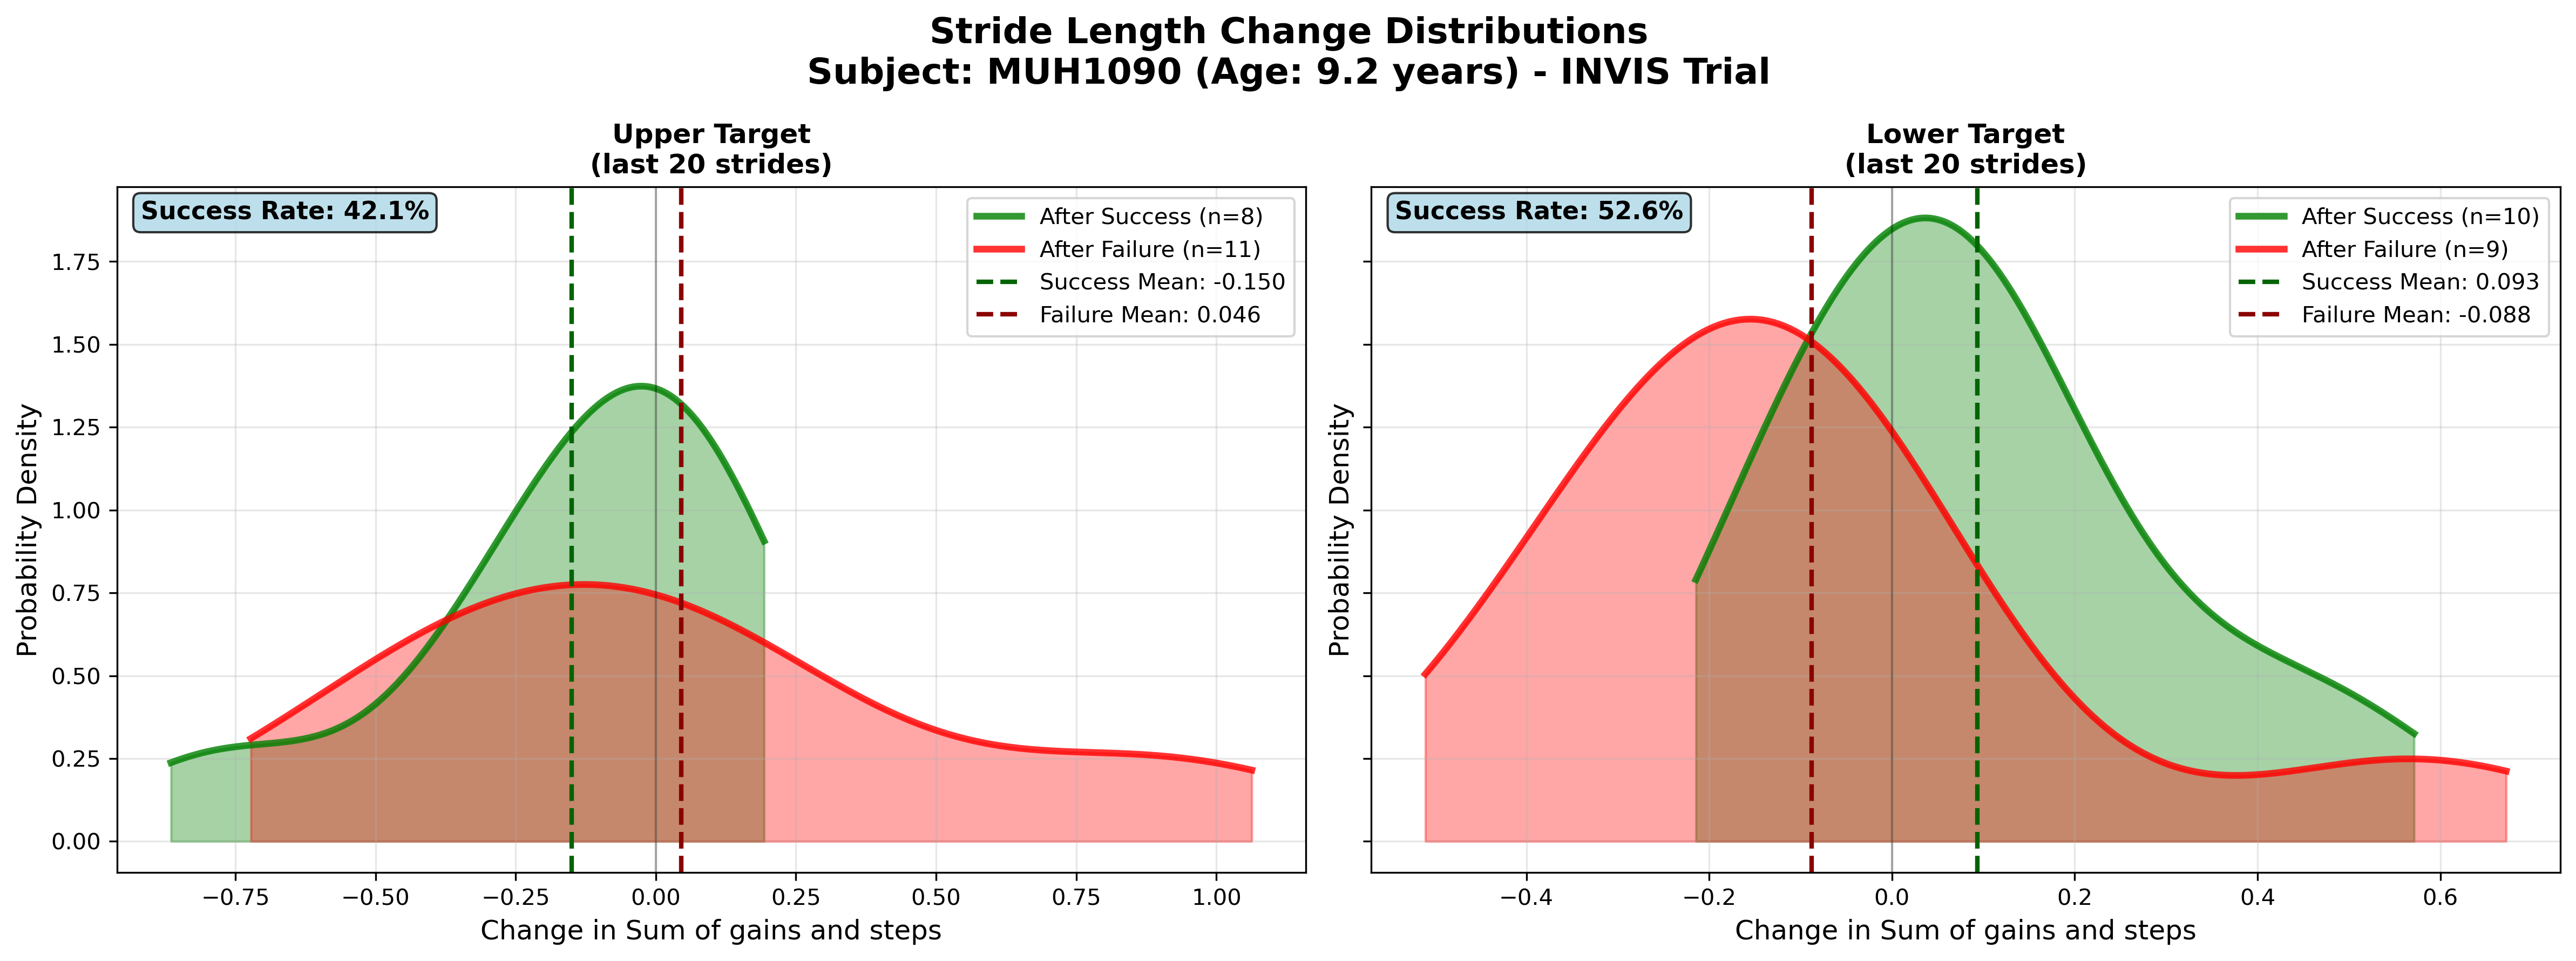 Stride Length Change Distributions
Subject: MUH1090 (Age: 9.2 years) - INVIS Trial
Upper Target
(last 20 strides)
Success Rate: 42.1%
After Success (n=8)
After Failure (n=11)
Success Mean: -0.150
Failure Mean: 0.046
Probability Density
1.75
1.50
1.25
1.00
0.75
0.50
0.25
0.00
−0.75
−0.50
−0.25
0.00
0.25
0.50
0.75
1.00
Change in Sum of gains and steps
Lower Target
(last 20 strides)
Success Rate: 52.6%
After Success (n=10)
After Failure (n=9)
Success Mean: 0.093
Failure Mean: -0.088
Probability Density
−0.4
−0.2
0.0
0.2
0.4
0.6
Change in Sum of gains and steps